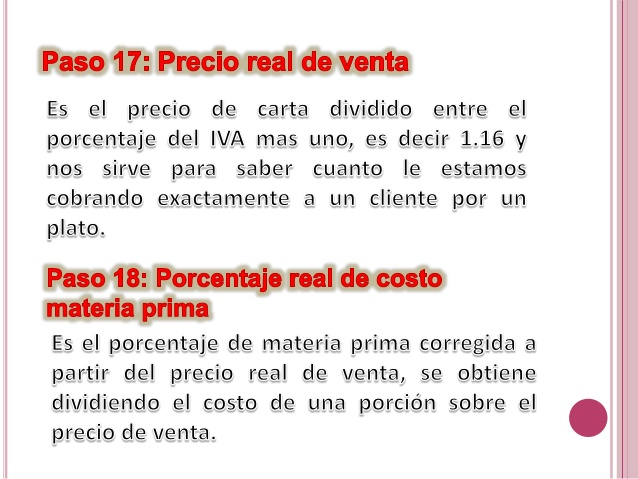 Paso 17: Precio real de venta
Es el precio de carta dividido entre el
porcentaje del IVA mas uno, es decir 1.16 y
nos sirve para saber cuanto le estamos
cobrando exactamente a un cliente por un
plato.
Paso 18: Porcentaje real de costo
materia prima
Es el porcentaje de materia prima corregida a
partir del precio real de venta, se obtiene
dividiendo el costo de una porción sobre el
precio de venta.